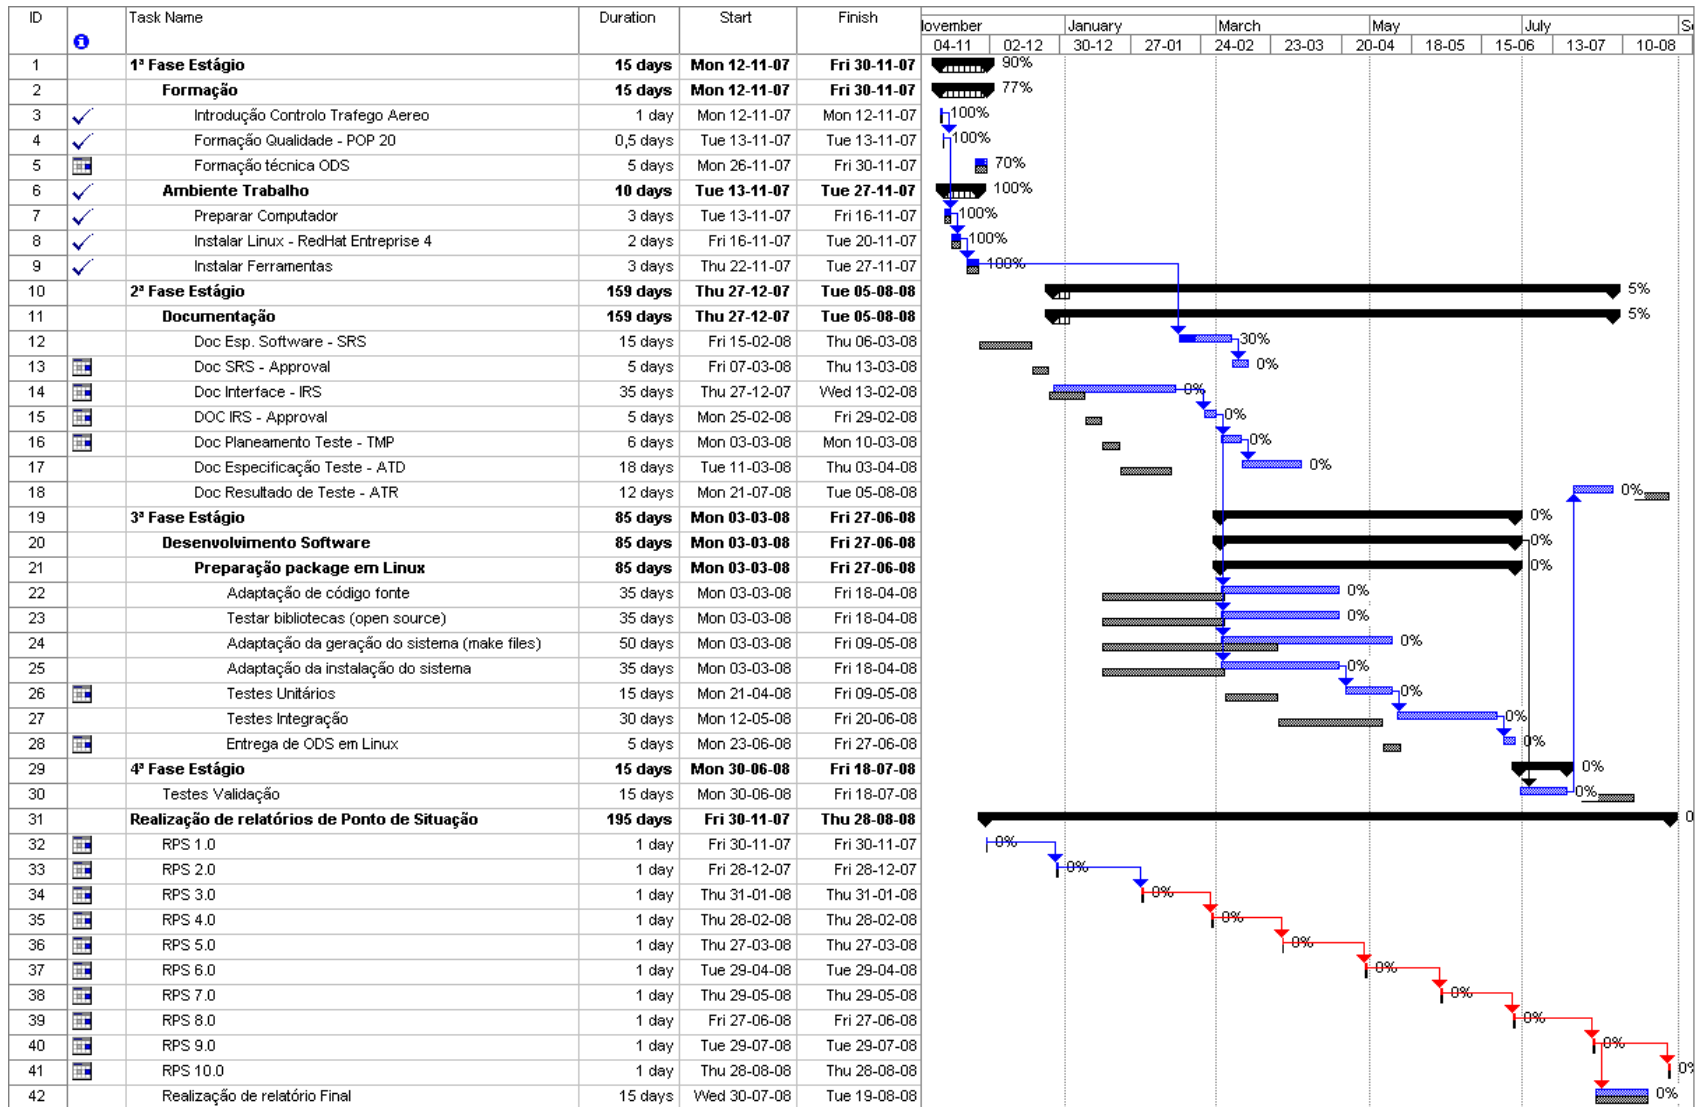 ID Task Name Duration Start Finish
ovember January March May July S
04-11 02-12 30-12 27-01 24-02 23-03 20-04 18-05 15-06 13-07 10-08
1 1ª Fase Estágio 15 days Mon 12-11-07 Fri 30-11-07 90%
2 Formação 15 days Mon 12-11-07 Fri 30-11-07 77%
3 Introdução Controlo Trafego Aereo 1 day Mon 12-11-07 Mon 12-11-07 100%
4 Formação Qualidade - POP 20 0,5 days Tue 13-11-07 Tue 13-11-07 100%
5 Formação técnica ODS 5 days Mon 26-11-07 Fri 30-11-07 70%
6 Ambiente Trabalho 10 days Tue 13-11-07 Tue 27-11-07 100%
7 Preparar Computador 3 days Tue 13-11-07 Fri 16-11-07 100%
8 Instalar Linux - RedHat Entreprise 4 2 days Fri 16-11-07 Tue 20-11-07 100%
9 Instalar Ferramentas 3 days Thu 22-11-07 Tue 27-11-07 100%
10 2ª Fase Estágio 159 days Thu 27-12-07 Tue 05-08-08 5%
11 Documentação 159 days Thu 27-12-07 Tue 05-08-08 5%
12 Doc Esp. Software - SRS 15 days Fri 15-02-08 Thu 06-03-08 30%
13 Doc SRS - Approval 5 days Fri 07-03-08 Thu 13-03-08 0%
14 Doc Interface - IRS 35 days Thu 27-12-07 Wed 13-02-08 0%
15 DOC IRS - Approval 5 days Mon 25-02-08 Fri 29-02-08 0%
16 Doc Planeamento Teste - TMP 6 days Mon 03-03-08 Mon 10-03-08 0%
17 Doc Especificação Teste - ATD 18 days Tue 11-03-08 Thu 03-04-08 0%
18 Doc Resultado de Teste - ATR 12 days Mon 21-07-08 Tue 05-08-08 0%
19 3ª Fase Estágio 85 days Mon 03-03-08 Fri 27-06-08 0%
20 Desenvolvimento Software 85 days Mon 03-03-08 Fri 27-06-08 0%
21 Preparação package em Linux 85 days Mon 03-03-08 Fri 27-06-08 0%
22 Adaptação de código fonte 35 days Mon 03-03-08 Fri 18-04-08 0%
23 Testar bibliotecas (open source) 35 days Mon 03-03-08 Fri 18-04-08 0%
24 Adaptação da geração do sistema (make files) 50 days Mon 03-03-08 Fri 09-05-08 0%
25 Adaptação da instalação do sistema 35 days Mon 03-03-08 Fri 18-04-08 0%
26 Testes Unitários 15 days Mon 21-04-08 Fri 09-05-08 0%
27 Testes Integração 30 days Mon 12-05-08 Fri 20-06-08 0%
28 Entrega de ODS em Linux 5 days Mon 23-06-08 Fri 27-06-08 0%
29 4ª Fase Estágio 15 days Mon 30-06-08 Fri 18-07-08 0%
30 Testes Validação 15 days Mon 30-06-08 Fri 18-07-08 0%
31 Realização de relatórios de Ponto de Situação 195 days Fri 30-11-07 Thu 28-08-08 0
32 RPS 1.0 1 day Fri 30-11-07 Fri 30-11-07 0%
33 RPS 2.0 1 day Fri 28-12-07 Fri 28-12-07 0%
34 RPS 3.0 1 day Thu 31-01-08 Thu 31-01-08 0%
35 RPS 4.0 1 day Thu 28-02-08 Thu 28-02-08 0%
36 RPS 5.0 1 day Thu 27-03-08 Thu 27-03-08 0%
37 RPS 6.0 1 day Tue 29-04-08 Tue 29-04-08 0%
38 RPS 7.0 1 day Thu 29-05-08 Thu 29-05-08 0%
39 RPS 8.0 1 day Fri 27-06-08 Fri 27-06-08 0%
40 RPS 9.0 1 day Tue 29-07-08 Tue 29-07-08 0%
41 RPS 10.0 1 day Thu 28-08-08 Thu 28-08-08 0%
42 Realização de relatório Final 15 days Wed 30-07-08 Tue 19-08-08 0%